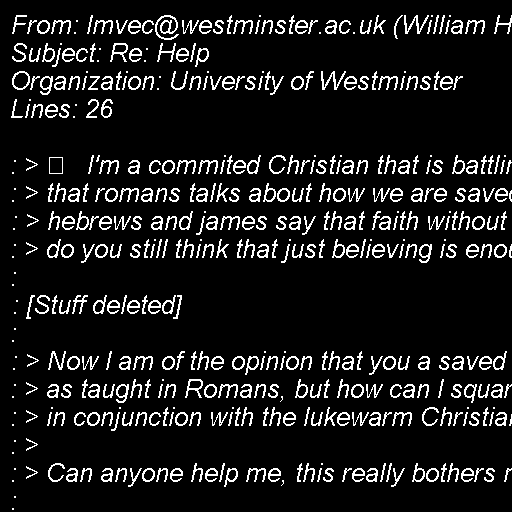 From: lmvec@westminster.ac.uk (William H
Subject: Re: Help
Organization: University of Westminster
Lines: 26
: > I'm a commited Christian that is battlin
: > that romans talks about how we are saved
: > hebrews and james say that faith without
: > do you still think that just believing is enou
:
: [Stuff deleted]
:
: > Now I am of the opinion that you a saved
: > as taught in Romans, but how can I squar
: > in conjunction with the lukewarm Christian
: >
: > Can anyone help me, this really bothers m
: